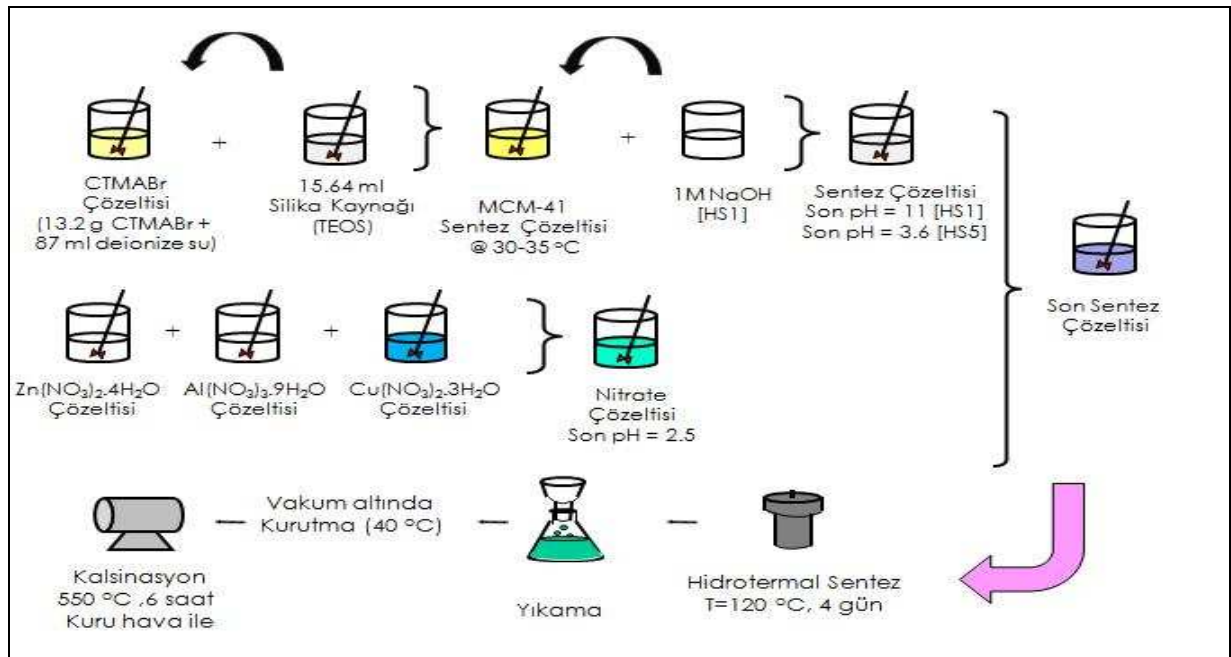 +
+
CTMABr
Çözeltisi
(13.2 g CTMABr +
87 ml deionize su)
15.64 ml
Silika Kaynağı
(TEOS)
MCM-41
Sentez Çözeltisi
@ 30-35 °C
1M NaOH
[HS1]
Sentez Çözeltisi
Son pH = 11 [HS1]
Son pH = 3.6 [HS5]
Son Sentez
Çözeltisi
+
+
Zn(NO₃)₂.4H₂O
Çözeltisi
Al(NO₃)₃.9H₂O
Çözeltisi
Cu(NO₃)₂.3H₂O
Çözeltisi
Nitrate
Çözeltisi
Son pH = 2.5
Hidrotermal Sentez
T=120 °C, 4 gün
Yıkama
Vakum altında
Kurutma (40 °C)
Kalsinasyon
550 °C ,6 saat
Kuru hava ile